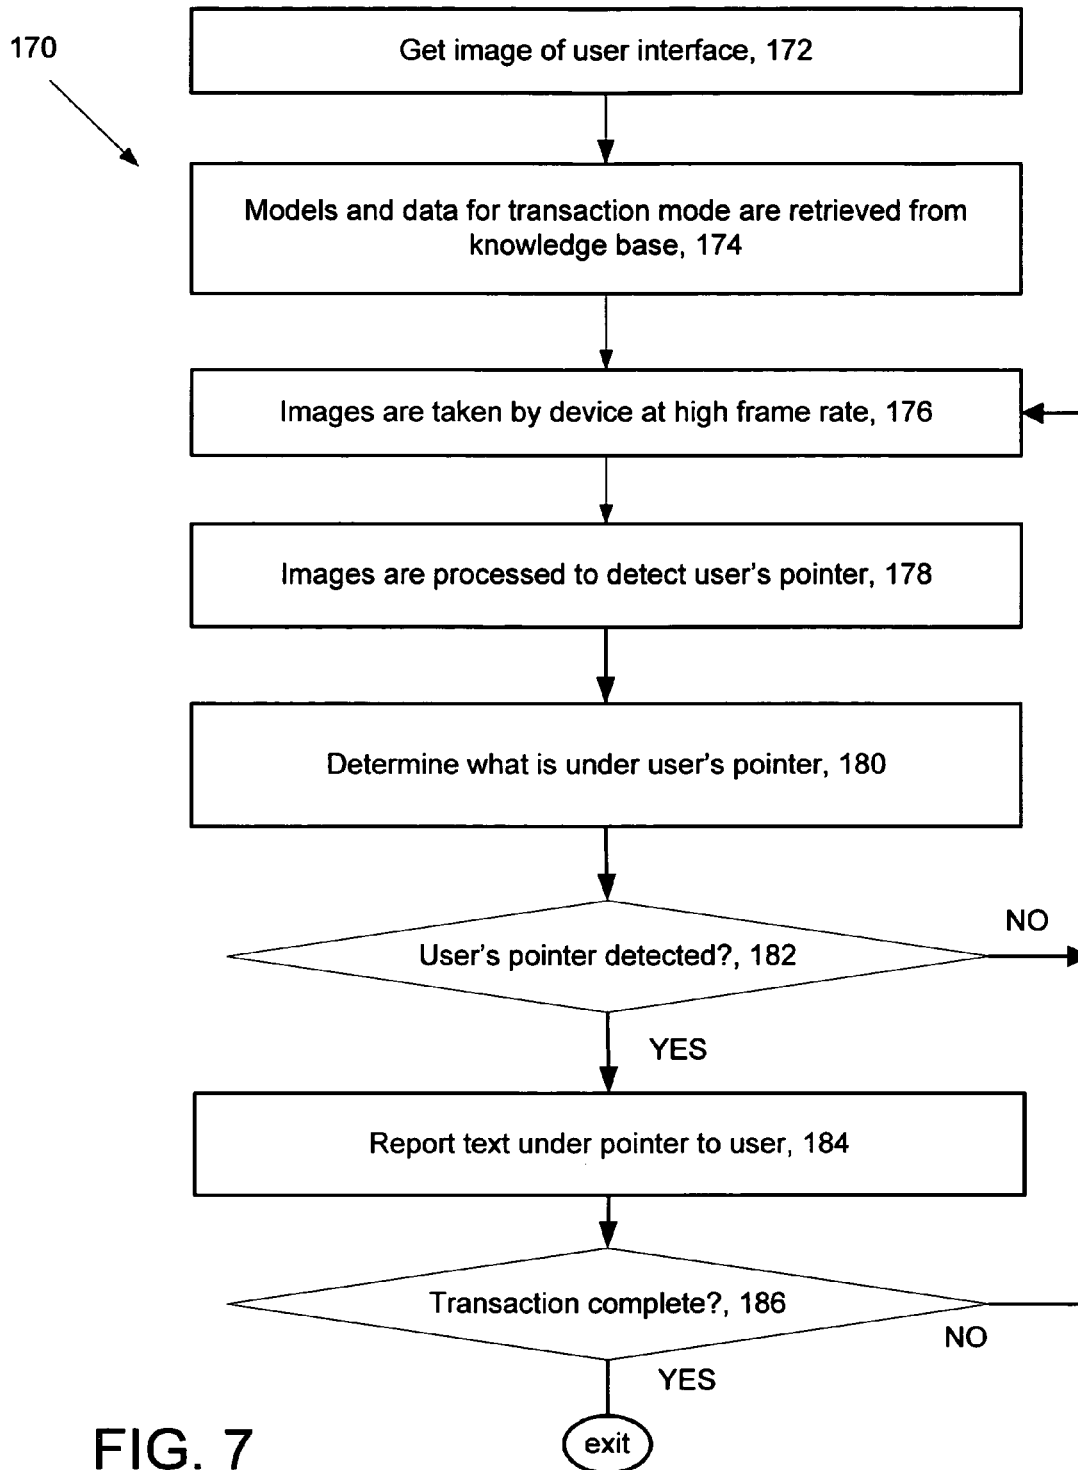 170
Get image of user interface, 172
Models and data for transaction mode are retrieved from
knowledge base, 174
Images are taken by device at high frame rate, 176
Images are processed to detect user's pointer, 178
Determine what is under user's pointer, 180
User's pointer detected?, 182
NO
YES
Report text under pointer to user, 184
Transaction complete?, 186
NO
YES
exit
FIG. 7